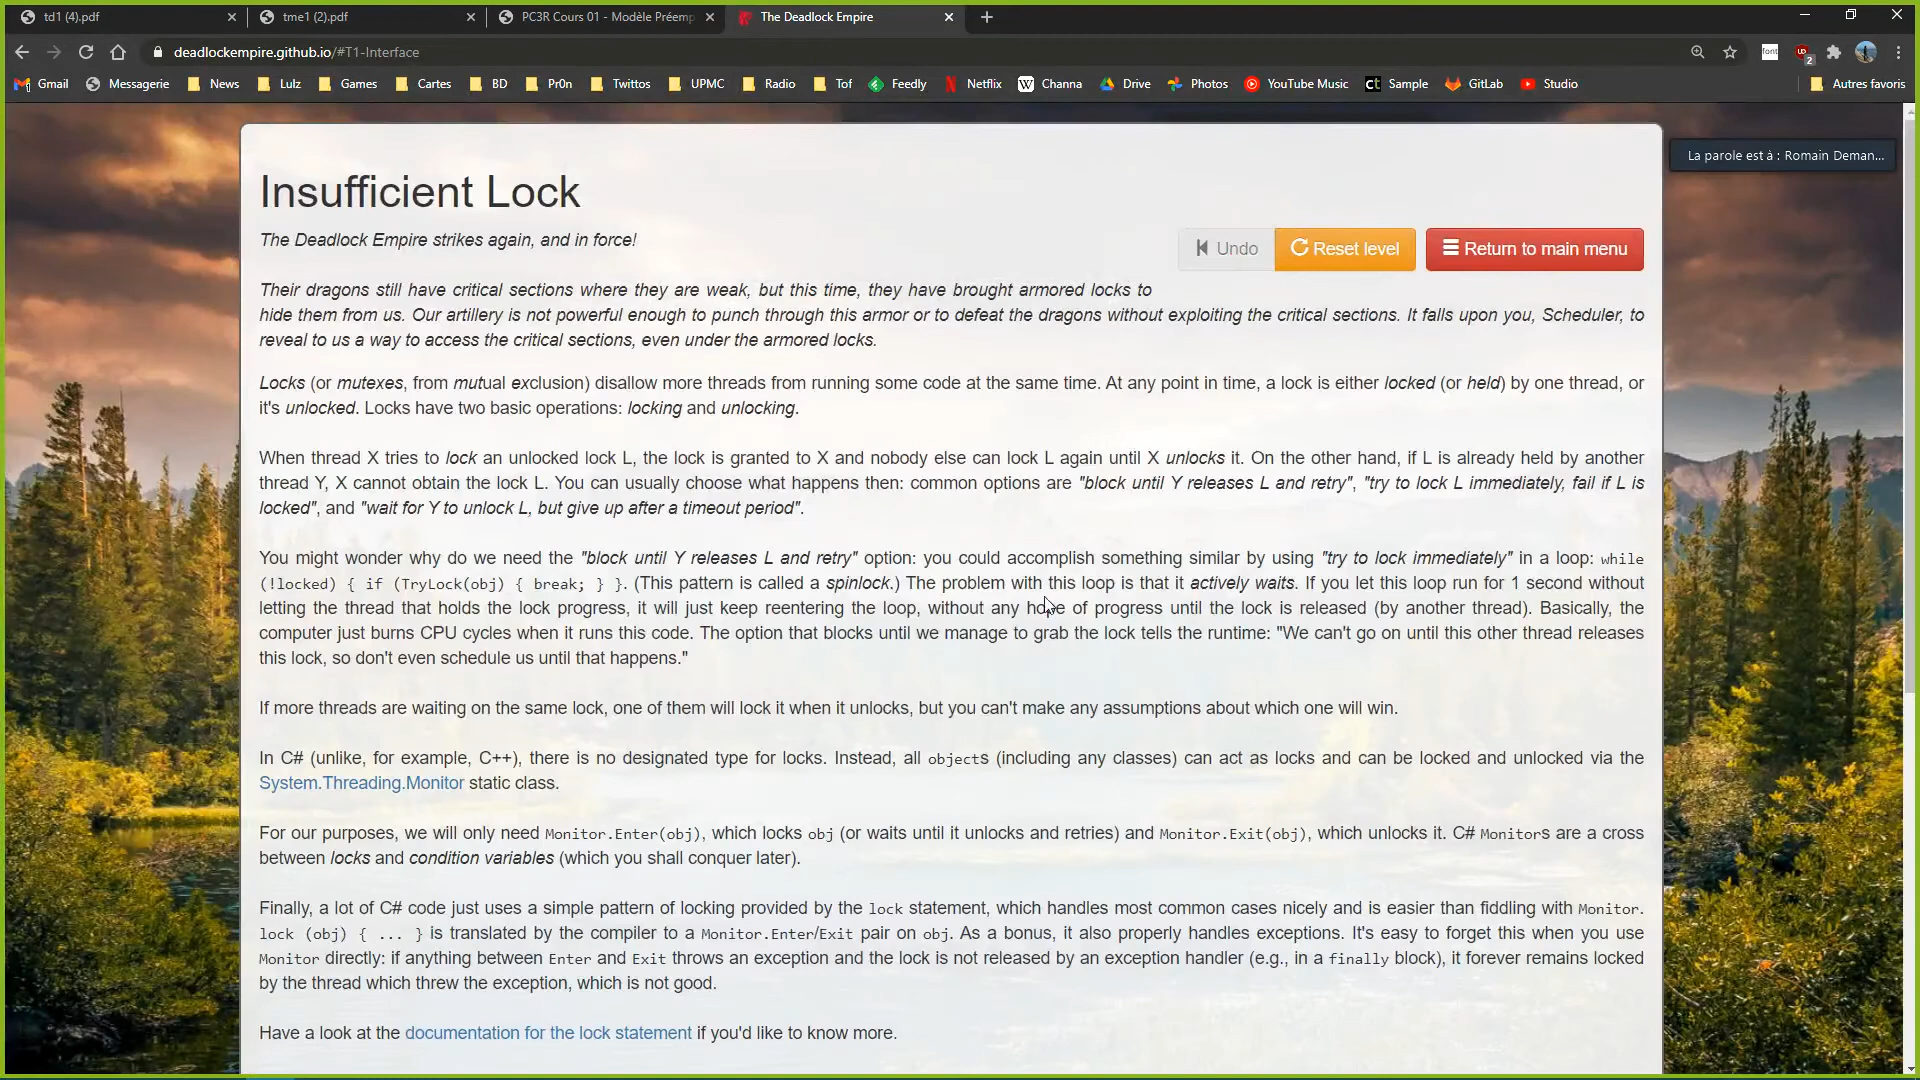 td1 (4).pdf
tme1 (2).pdf
PC3R Cours 01 - Modèle Préemp
The Deadlock Empire
deadlockempire.github.io/#T1-Interface
font
2
Gmail
Messagerie
News
Lulz
Games
Cartes
BD
Pr0n
Twittos
UPMC
Radio
Tof
Feedly
Netflix
Channa
Drive
Photos
YouTube Music
Sample
GitLab
Studio
Autres favoris
La parole est à : Romain Deman...
Insufficient Lock
The Deadlock Empire strikes again, and in force!
Undo
Reset level
Return to main menu
Their dragons still have critical sections where they are weak, but this time, they have brought armored locks to
hide them from us. Our artillery is not powerful enough to punch through this armor or to defeat the dragons without exploiting the critical sections. It falls upon you, Scheduler, to
reveal to us a way to access the critical sections, even under the armored locks.
Locks (or mutexes, from mutual exclusion) disallow more threads from running some code at the same time. At any point in time, a lock is either locked (or held) by one thread, or
it's unlocked. Locks have two basic operations: locking and unlocking.
When thread X tries to lock an unlocked lock L, the lock is granted to X and nobody else can lock L again until X unlocks it. On the other hand, if L is already held by another
thread Y, X cannot obtain the lock L. You can usually choose what happens then: common options are "block until Y releases L and retry", "try to lock L immediately, fail if L is
locked", and "wait for Y to unlock L, but give up after a timeout period".
You might wonder why do we need the "block until Y releases L and retry" option: you could accomplish something similar by using "try to lock immediately" in a loop: while
(!locked) { if (TryLock(obj) { break; } }. (This pattern is called a spinlock.) The problem with this loop is that it actively waits. If you let this loop run for 1 second without
letting the thread that holds the lock progress, it will just keep reentering the loop, without any hope of progress until the lock is released (by another thread). Basically, the
computer just burns CPU cycles when it runs this code. The option that blocks until we manage to grab the lock tells the runtime: "We can't go on until this other thread releases
this lock, so don't even schedule us until that happens."
If more threads are waiting on the same lock, one of them will lock it when it unlocks, but you can't make any assumptions about which one will win.
In C# (unlike, for example, C++), there is no designated type for locks. Instead, all objects (including any classes) can act as locks and can be locked and unlocked via the
System.Threading.Monitor static class.
For our purposes, we will only need Monitor.Enter(obj), which locks obj (or waits until it unlocks and retries) and Monitor.Exit(obj), which unlocks it. C# Monitors are a cross
between locks and condition variables (which you shall conquer later).
Finally, a lot of C# code just uses a simple pattern of locking provided by the lock statement, which handles most common cases nicely and is easier than fiddling with Monitor.
lock (obj) { ... } is translated by the compiler to a Monitor.Enter/Exit pair on obj. As a bonus, it also properly handles exceptions. It's easy to forget this when you use
Monitor directly: if anything between Enter and Exit throws an exception and the lock is not released by an exception handler (e.g., in a finally block), it forever remains locked
by the thread which threw the exception, which is not good.
Have a look at the documentation for the lock statement if you'd like to know more.